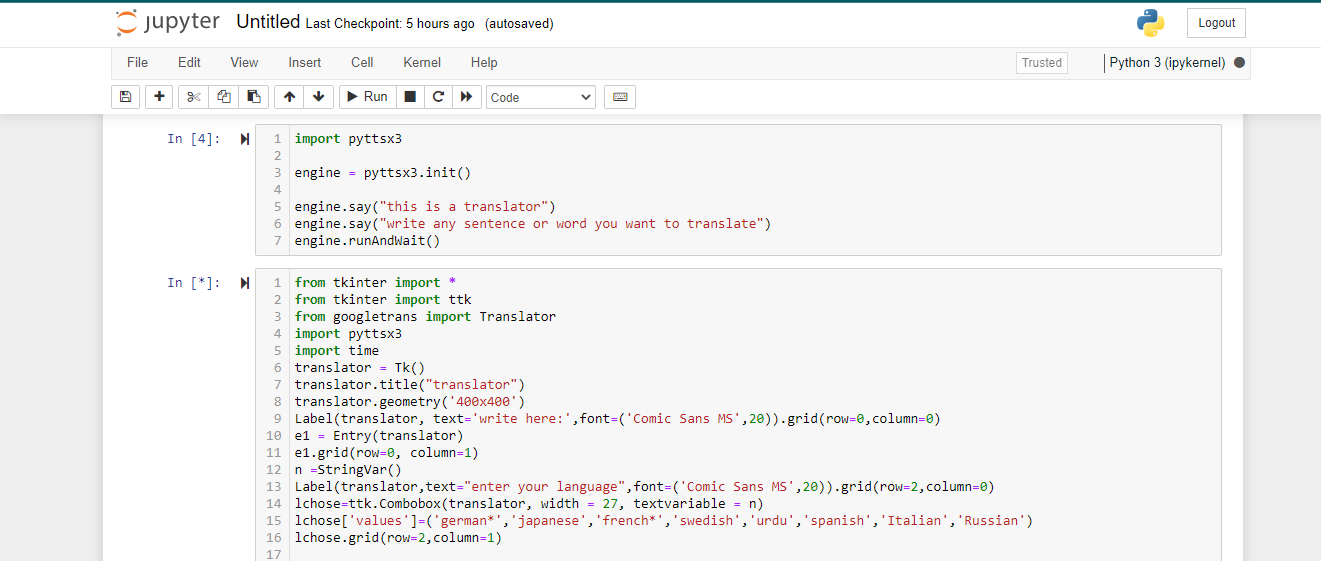 jupyter Untitled Last Checkpoint: 5 hours ago (autosaved)
Logout
File Edit View Insert Cell Kernel Help
Trusted
Python 3 (ipykernel)
Run
Code
In [4]:
1 import pyttsx3
2
3 engine = pyttsx3.init()
4
5 engine.say("this is a translator")
6 engine.say("write any sentence or word you want to translate")
7 engine.runAndWait()
In [*]:
1 from tkinter import *
2 from tkinter import ttk
3 from googletrans import Translator
4 import pyttsx3
5 import time
6 translator = Tk()
7 translator.title("translator")
8 translator.geometry('400x400')
9 Label(translator, text='write here:',font=('Comic Sans MS',20)).grid(row=0,column=0)
10 e1 = Entry(translator)
11 e1.grid(row=0, column=1)
12 n =StringVar()
13 Label(translator,text="enter your language",font=('Comic Sans MS',20)).grid(row=2,column=0)
14 lchose=ttk.Combobox(translator, width = 27, textvariable = n)
15 lchose['values']=('german*','japanese','french*','swedish','urdu','spanish','Italian','Russian')
16 lchose.grid(row=2,column=1)
17